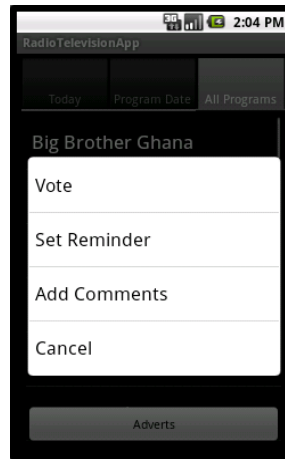 3G 2:04 PM
RadioTelevisionApp
Today Program Date All Programs
Big Brother Ghana
Vote
Set Reminder
Add Comments
Cancel
Adverts